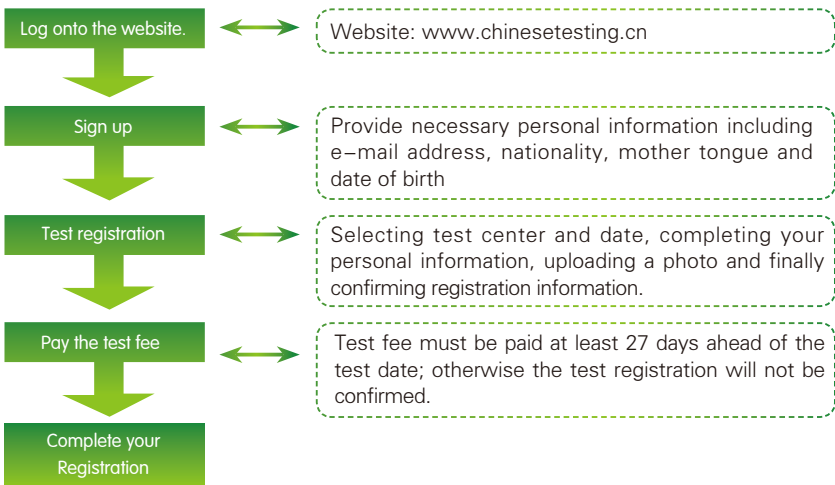 Log onto the website.
Website: www.chinesetesting.cn
Sign up
Provide necessary personal information including
e-mail address, nationality, mother tongue and
date of birth
Test registration
Selecting test center and date, completing your
personal information, uploading a photo and finally
confirming registration information.
Pay the test fee
Test fee must be paid at least 27 days ahead of the
test date; otherwise the test registration will not be
confirmed.
Complete your
Registration